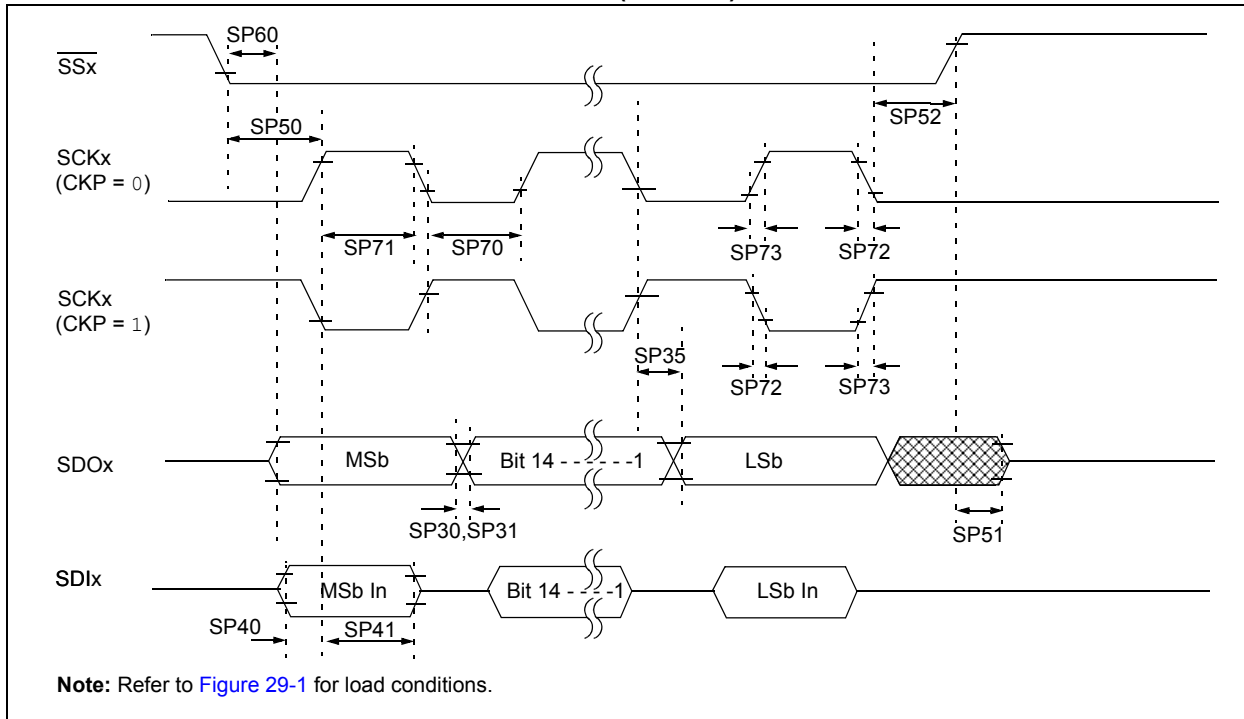 SP60
SSx
SP50
SP52
SCKx
(CKP = 0)
SP71
SP70
SP73
SP72
SCKx
(CKP = 1)
SP35
SP72
SP73
SDOx
MSb
Bit 14 - - - - - -1
LSb
SP30,SP31
SP51
SDIx
MSb In
Bit 14 - - - -1
LSb In
SP40
SP41
Note: Refer to Figure 29-1 for load conditions.